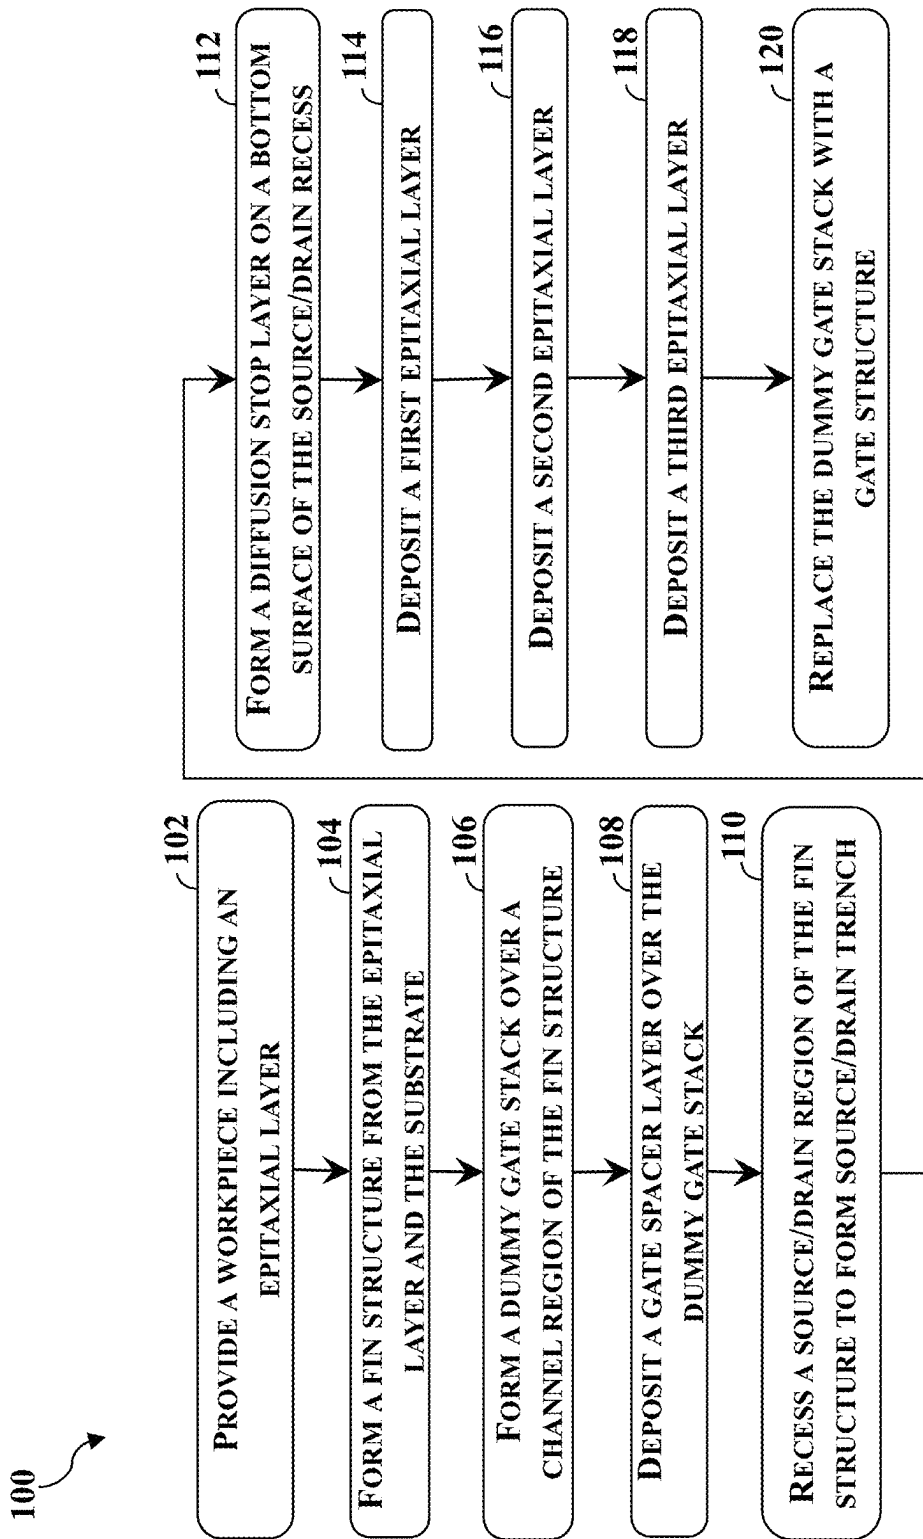 100
102
PROVIDE A WORKPIECE INCLUDING AN
EPITAXIAL LAYER
104
FORM A FIN STRUCTURE FROM THE EPITAXIAL
LAYER AND THE SUBSTRATE
106
FORM A DUMMY GATE STACK OVER A
CHANNEL REGION OF THE FIN STRUCTURE
108
DEPOSIT A GATE SPACER LAYER OVER THE
DUMMY GATE STACK
110
RECESS A SOURCE/DRAIN REGION OF THE FIN
STRUCTURE TO FORM SOURCE/DRAIN TRENCH
112
FORM A DIFFUSION STOP LAYER ON A BOTTOM
SURFACE OF THE SOURCE/DRAIN RECESS
114
DEPOSIT A FIRST EPITAXIAL LAYER
116
DEPOSIT A SECOND EPITAXIAL LAYER
118
DEPOSIT A THIRD EPITAXIAL LAYER
120
REPLACE THE DUMMY GATE STACK WITH A
GATE STRUCTURE